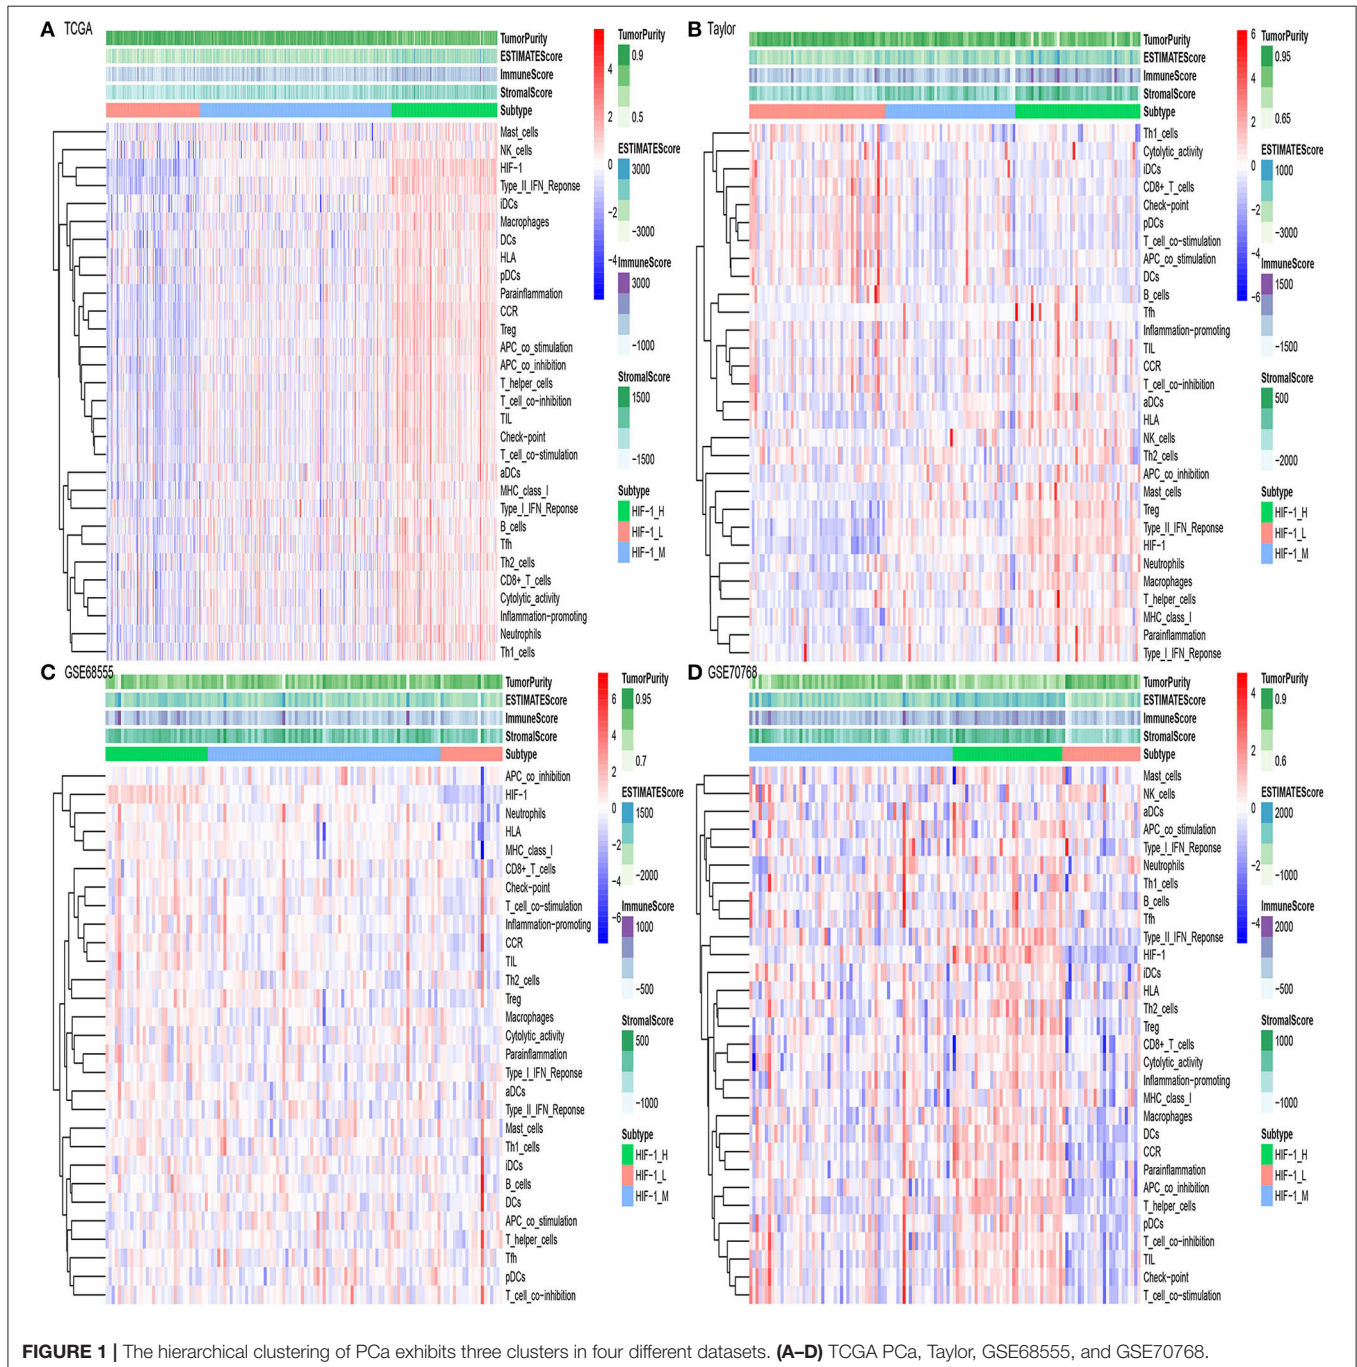 A TCGA
TumorPurity
ESTIMATEScore
ImmuneScore
StromalScore
Subtype
Mast_cells
NK_cells
HIF-1
Type_II_IFN_Reponse
iDCs
Macrophages
DCs
HLA
pDCs
Parainflammation
CCR
Treg
APC_co_stimulation
APC_co_inhibition
T_helper_cells
T_cell_co-inhibition
TIL
Check-point
T_cell_co-stimulation
aDCs
MHC_class_I
Type_I_IFN_Reponse
B_cells
Tfh
Th2_cells
CD8+_T_cells
Cytolytic_activity
Inflammation-promoting
Neutrophils
Th1_cells
4
2
0
-2
-4
TumorPurity
0.9
0.5
ESTIMATEScore
3000
-3000
ImmuneScore
3000
-1000
StromalScore
1500
-1500
Subtype
HIF-1_H
HIF-1_L
HIF-1_M
B Taylor
TumorPurity
ESTIMATEScore
ImmuneScore
StromalScore
Subtype
Th1_cells
Cytolytic_activity
iDCs
CD8+_T_cells
Check-point
pDCs
T_cell_co-stimulation
APC_co_stimulation
DCs
B_cells
Tfh
Inflammation-promoting
TIL
CCR
T_cell_co-inhibition
aDCs
HLA
NK_cells
Th2_cells
APC_co_inhibition
Mast_cells
Treg
Type_II_IFN_Reponse
HIF-1
Neutrophils
Macrophages
T_helper_cells
MHC_class_I
Parainflammation
Type_I_IFN_Reponse
6
4
2
0
-2
-4
-6
TumorPurity
0.95
0.65
ESTIMATEScore
1000
-3000
ImmuneScore
1500
-1500
StromalScore
500
-2000
Subtype
HIF-1_H
HIF-1_L
HIF-1_M
C GSE68555
TumorPurity
ESTIMATEScore
ImmuneScore
StromalScore
Subtype
APC_co_inhibition
HIF-1
Neutrophils
HLA
MHC_class_I
CD8+_T_cells
Check-point
T_cell_co-stimulation
Inflammation-promoting
CCR
TIL
Th2_cells
Treg
Macrophages
Cytolytic_activity
Parainflammation
Type_I_IFN_Reponse
aDCs
Type_II_IFN_Reponse
Mast_cells
Th1_cells
iDCs
B_cells
DCs
APC_co_stimulation
T_helper_cells
Tfh
pDCs
T_cell_co-inhibition
6
4
2
0
-2
-4
-6
TumorPurity
0.95
0.7
ESTIMATEScore
1500
-2000
ImmuneScore
1000
-500
StromalScore
500
-1000
Subtype
HIF-1_H
HIF-1_L
HIF-1_M
D GSE70768
TumorPurity
ESTIMATEScore
ImmuneScore
StromalScore
Subtype
Mast_cells
NK_cells
aDCs
APC_co_stimulation
Type_I_IFN_Reponse
Neutrophils
Th1_cells
B_cells
Tfh
Type_II_IFN_Reponse
HIF-1
iDCs
HLA
Th2_cells
Treg
CD8+_T_cells
Cytolytic_activity
Inflammation-promoting
MHC_class_I
Macrophages
DCs
CCR
Parainflammation
APC_co_inhibition
T_helper_cells
pDCs
T_cell_co-inhibition
TIL
Check-point
T_cell_co-stimulation
4
2
0
-2
-4
TumorPurity
0.9
0.6
ESTIMATEScore
2000
-1000
ImmuneScore
2000
-1000
StromalScore
1000
-1000
Subtype
HIF-1_H
HIF-1_L
HIF-1_M
FIGURE 1 | The hierarchical clustering of PCa exhibits three clusters in four different datasets. (A–D) TCGA PCa, Taylor, GSE68555, and GSE70768.